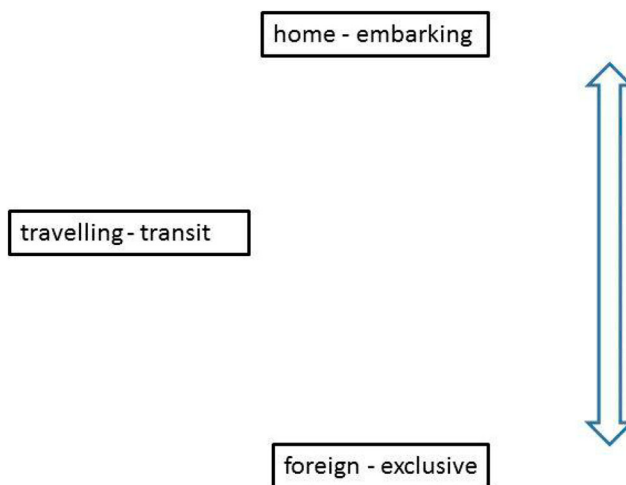 home - embarking
travelling - transit
foreign - exclusive